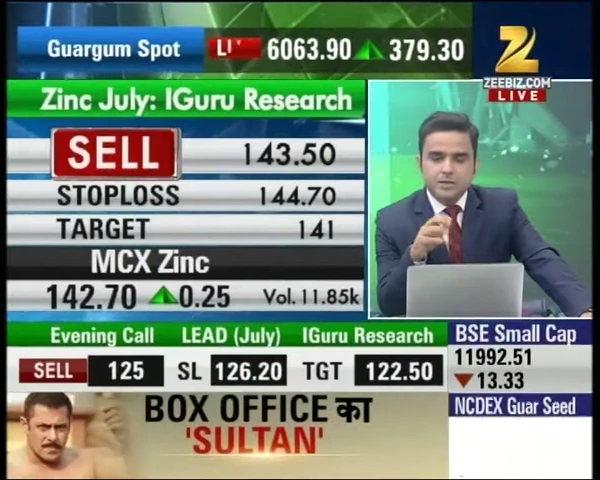 Guargum Spot LIV 6063.90 379.30
ZEEBIZ.COM
LIVE
Zinc July: IGuru Research
SELL 143.50
STOPLOSS 144.70
TARGET 141
MCX Zinc
142.70 0.25 Vol. 11.85k
Evening Call LEAD (July) IGuru Research
SELL 125 SL 126.20 TGT 122.50
BSE Small Cap
11992.51
13.33
NCDEX Guar Seed
BOX OFFICE का
'SULTAN'